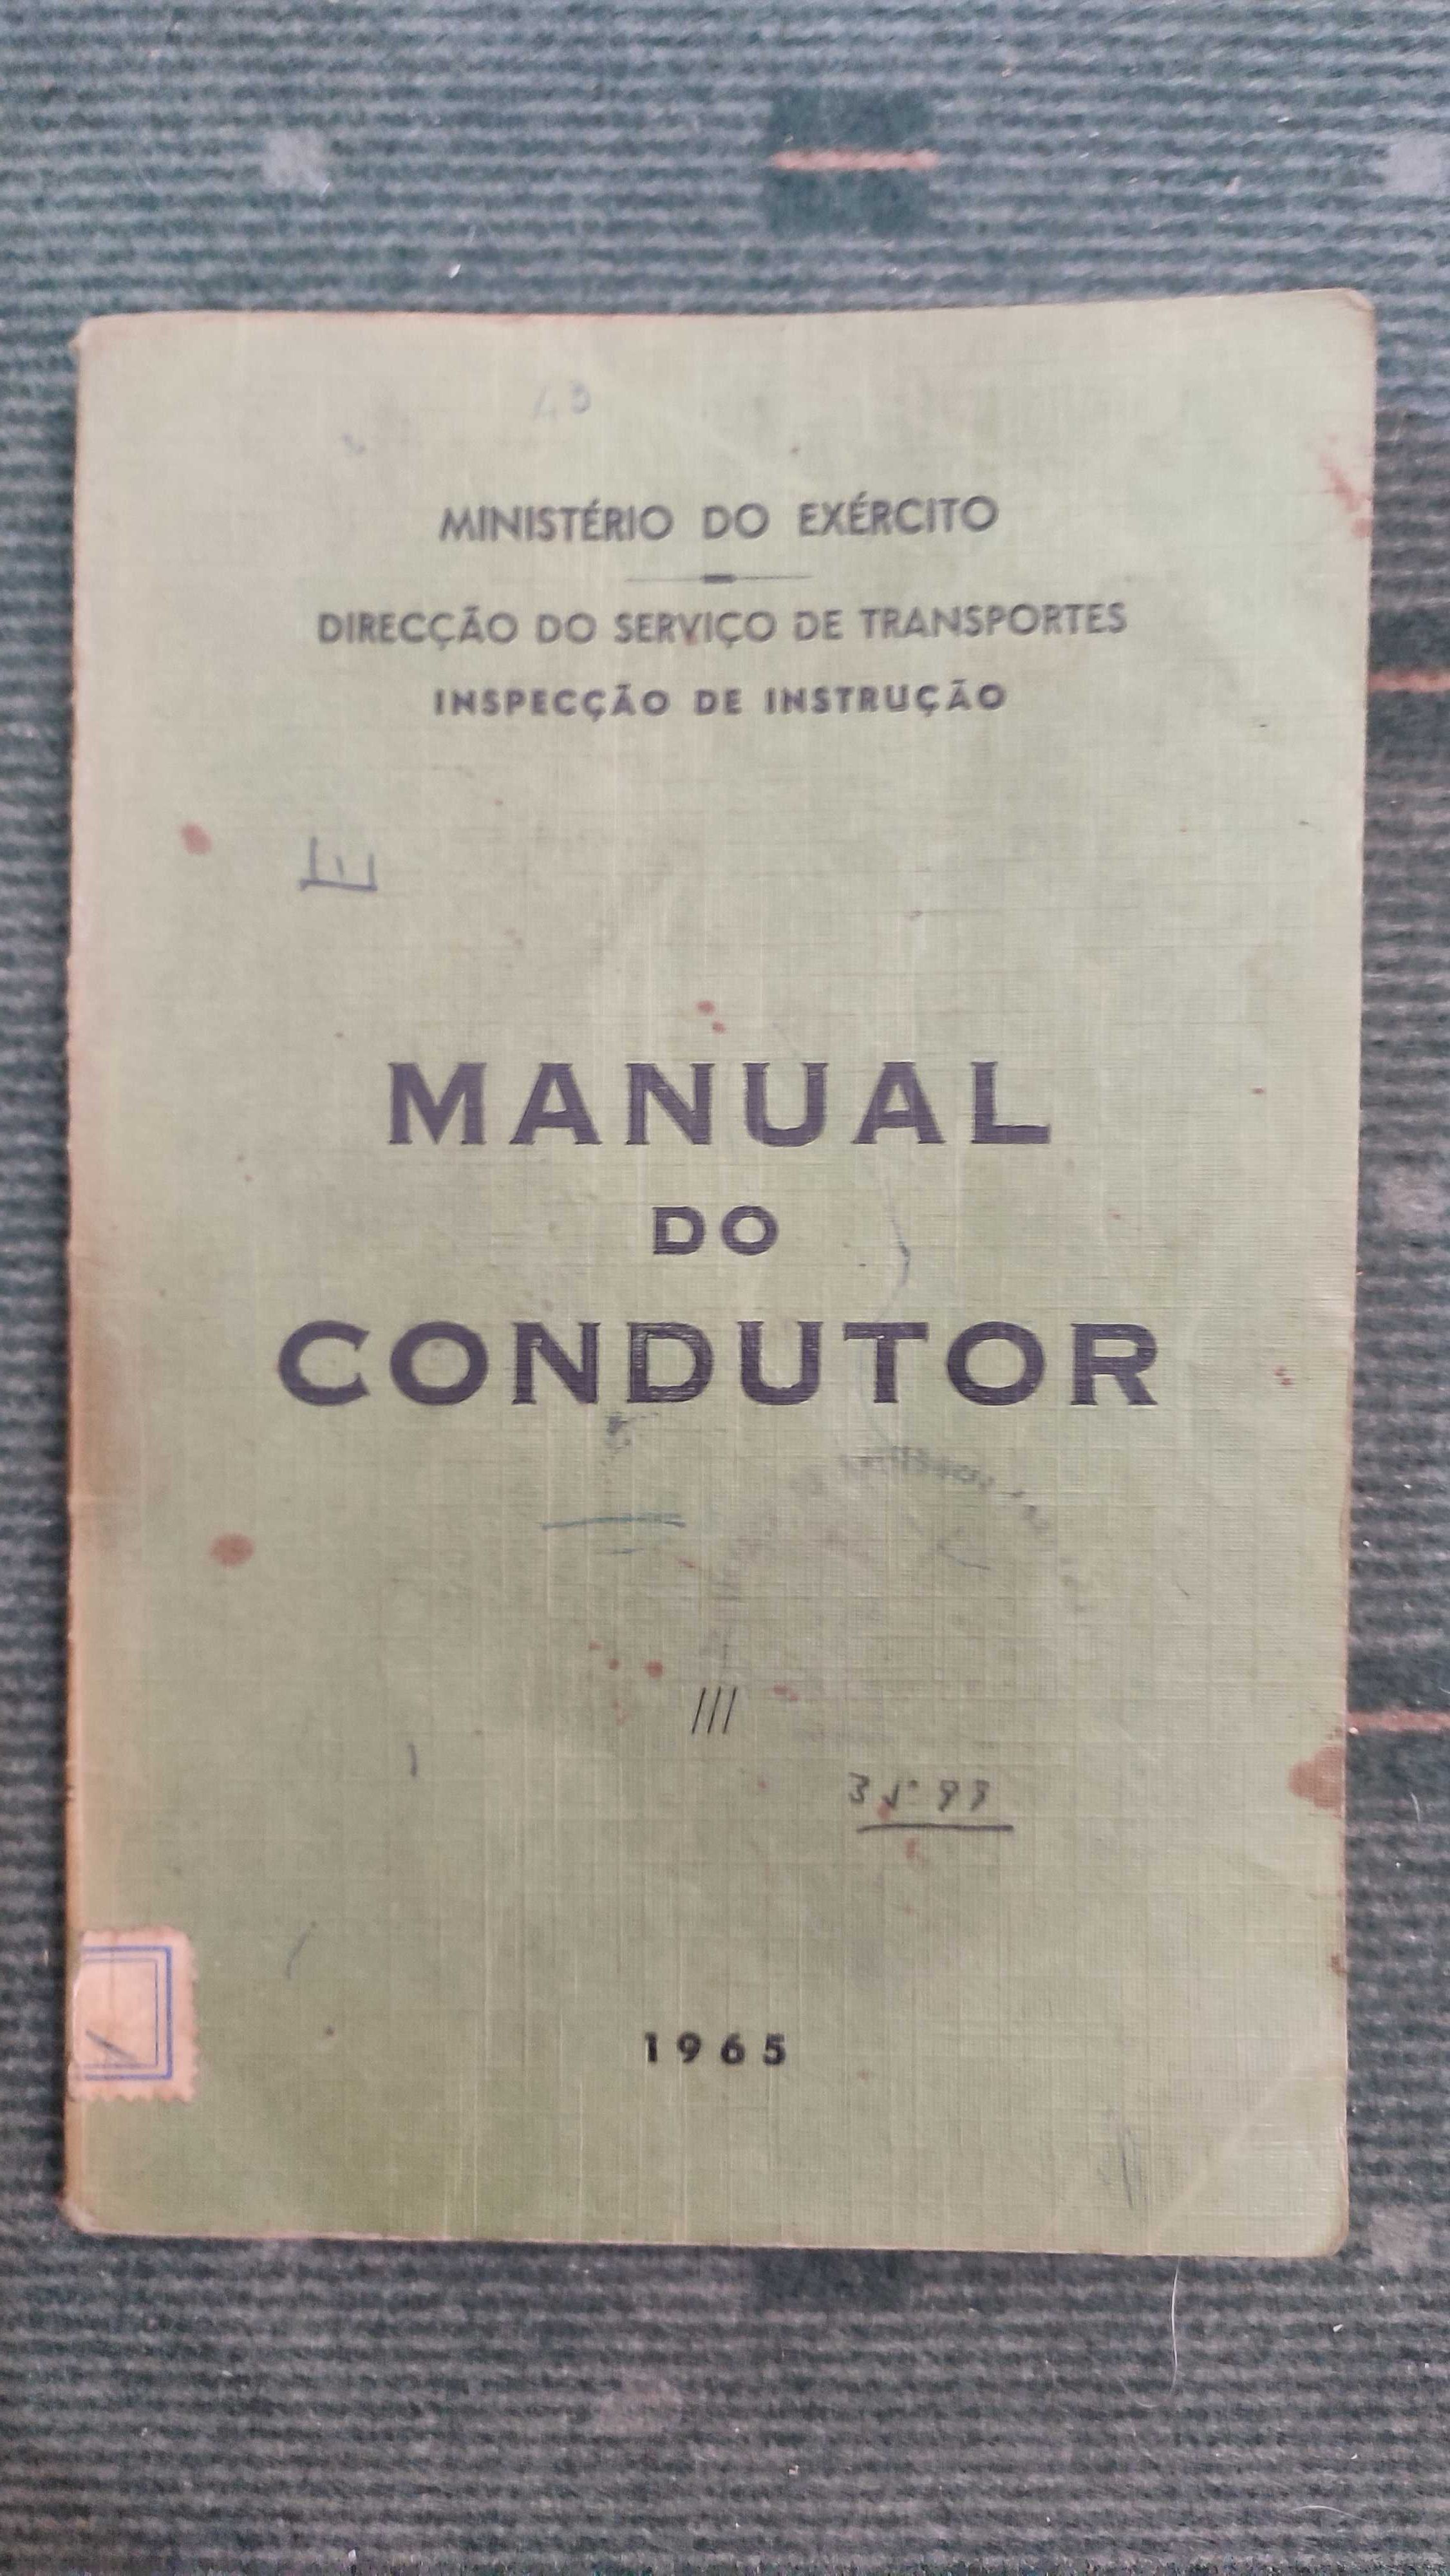 MINISTÉRIO DO EXÉRCITO
DIRECÇÃO DO SERVIÇO DE TRANSPORTES
INSPECÇÃO DE INSTRUÇÃO
MANUAL
DO
CONDUTOR
///
1965